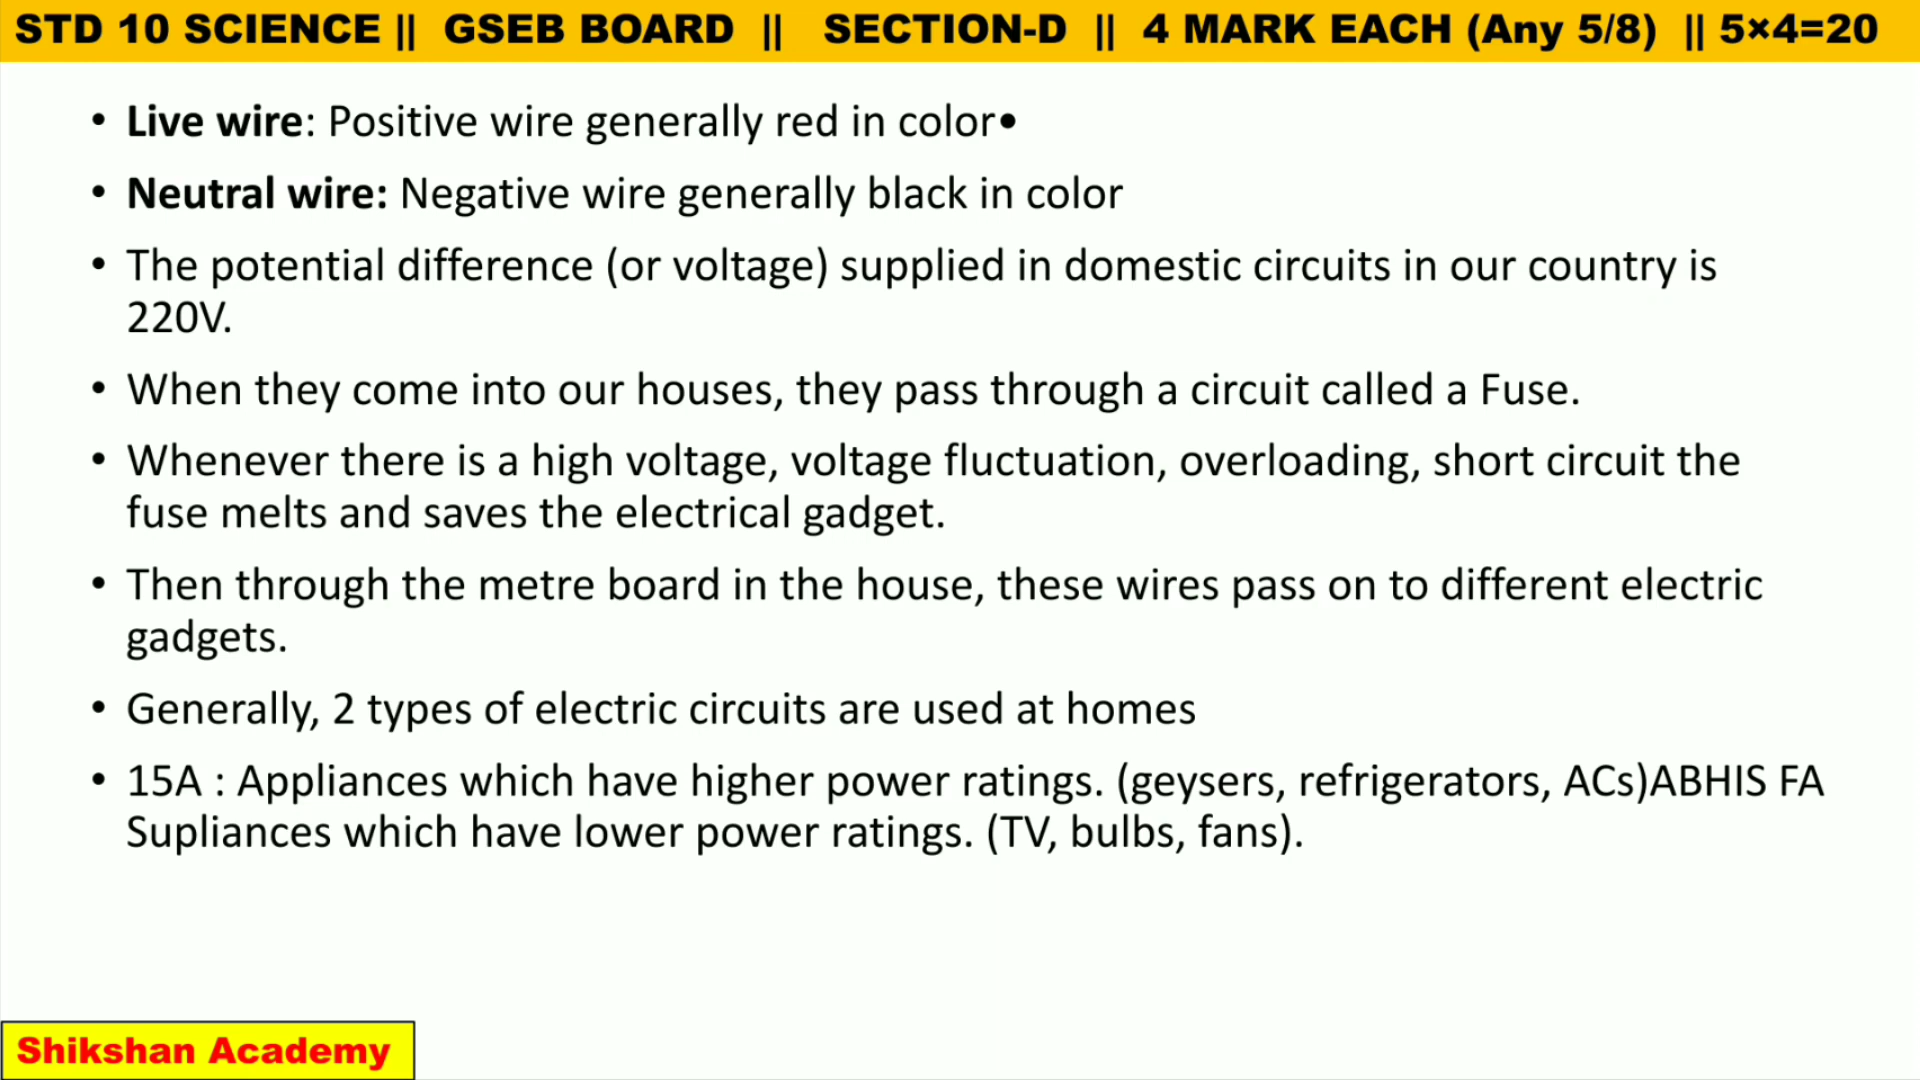 STD 10 SCIENCE || GSEB BOARD || SECTION-D || 4 MARK EACH (Any 5/8) || 5×4=20
• Live wire: Positive wire generally red in color•
• Neutral wire: Negative wire generally black in color
• The potential difference (or voltage) supplied in domestic circuits in our country is
220V.
• When they come into our houses, they pass through a circuit called a Fuse.
• Whenever there is a high voltage, voltage fluctuation, overloading, short circuit the
fuse melts and saves the electrical gadget.
• Then through the metre board in the house, these wires pass on to different electric
gadgets.
• Generally, 2 types of electric circuits are used at homes
• 15A : Appliances which have higher power ratings. (geysers, refrigerators, ACs)ABHIS FA
Supliances which have lower power ratings. (TV, bulbs, fans).
Shikshan Academy